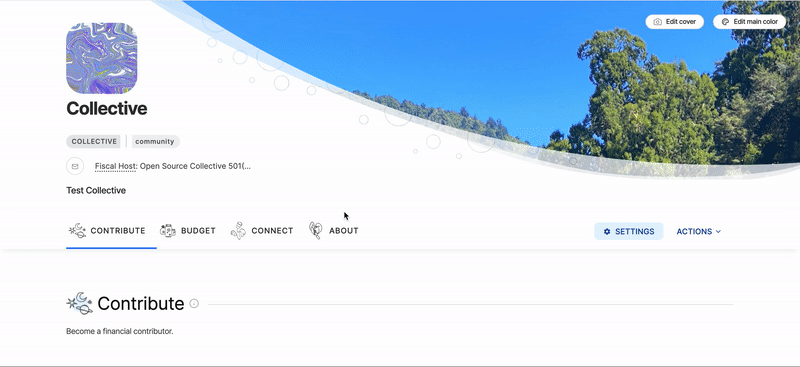 Edit cover
Edit main color
Collective
COLLECTIVE
community
Fiscal Host: Open Source Collective 501(...
Test Collective
CONTRIBUTE
BUDGET
CONNECT
ABOUT
SETTINGS
ACTIONS
Contribute
Become a financial contributor.